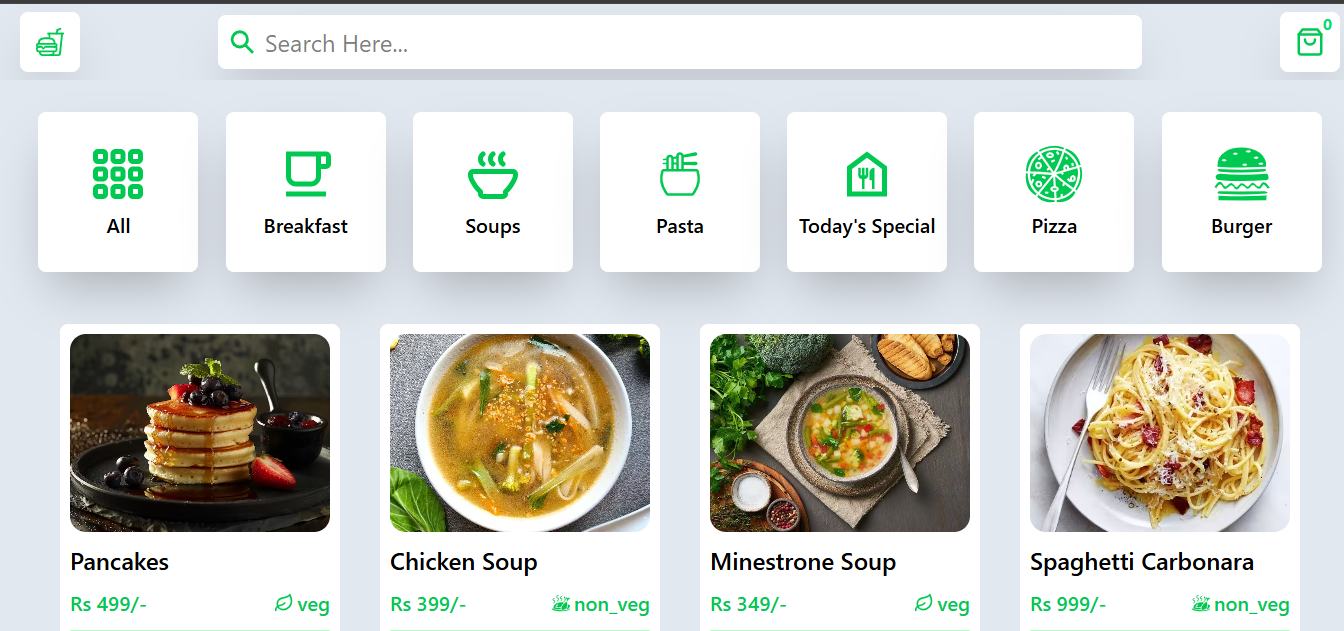 Search Here...
0
All
Breakfast
Soups
Pasta
Today's Special
Pizza
Burger
Pancakes
Rs 499/-
veg
Chicken Soup
Rs 399/-
non_veg
Minestrone Soup
Rs 349/-
veg
Spaghetti Carbonara
Rs 999/-
non_veg